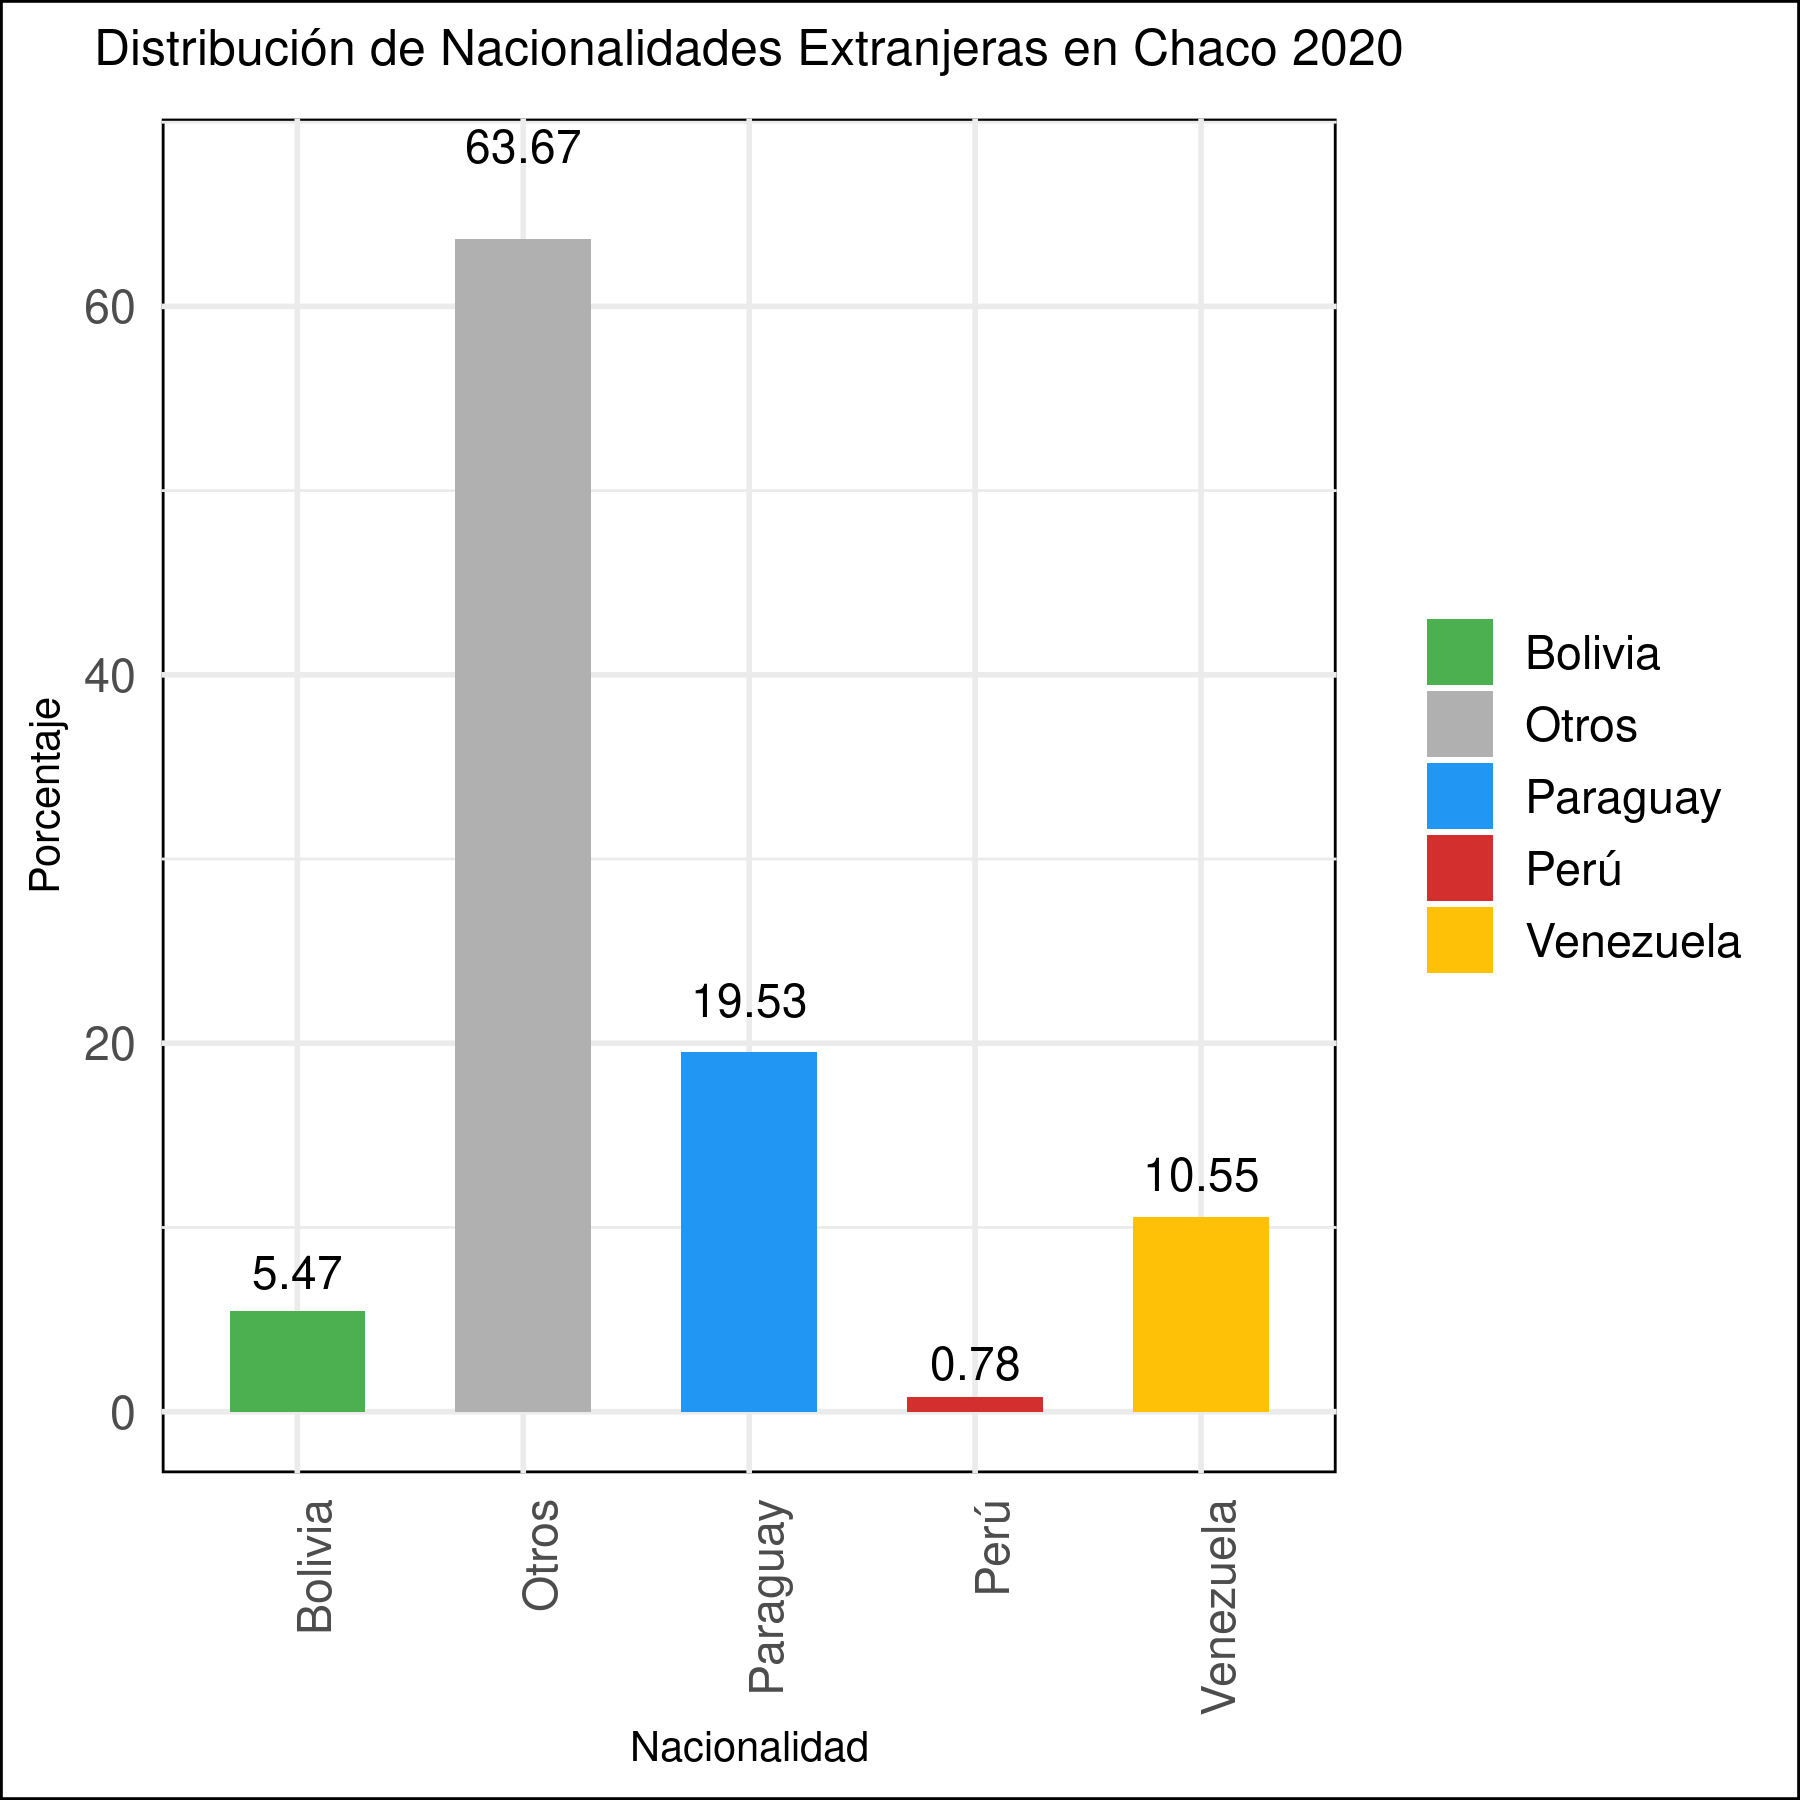 Distribución de Nacionalidades Extranjeras en Chaco 2020
63.67
60
40
20
0
Porcentaje
5.47
19.53
0.78
10.55
Bolivia
Otros
Paraguay
Perú
Venezuela
Nacionalidad
Bolivia
Otros
Paraguay
Perú
Venezuela